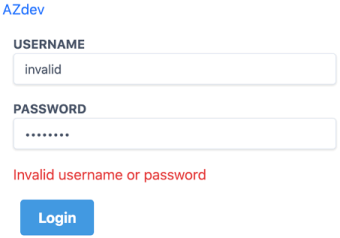 AZdev
USERNAME
invalid
PASSWORD
••••••••
Invalid username or password
Login